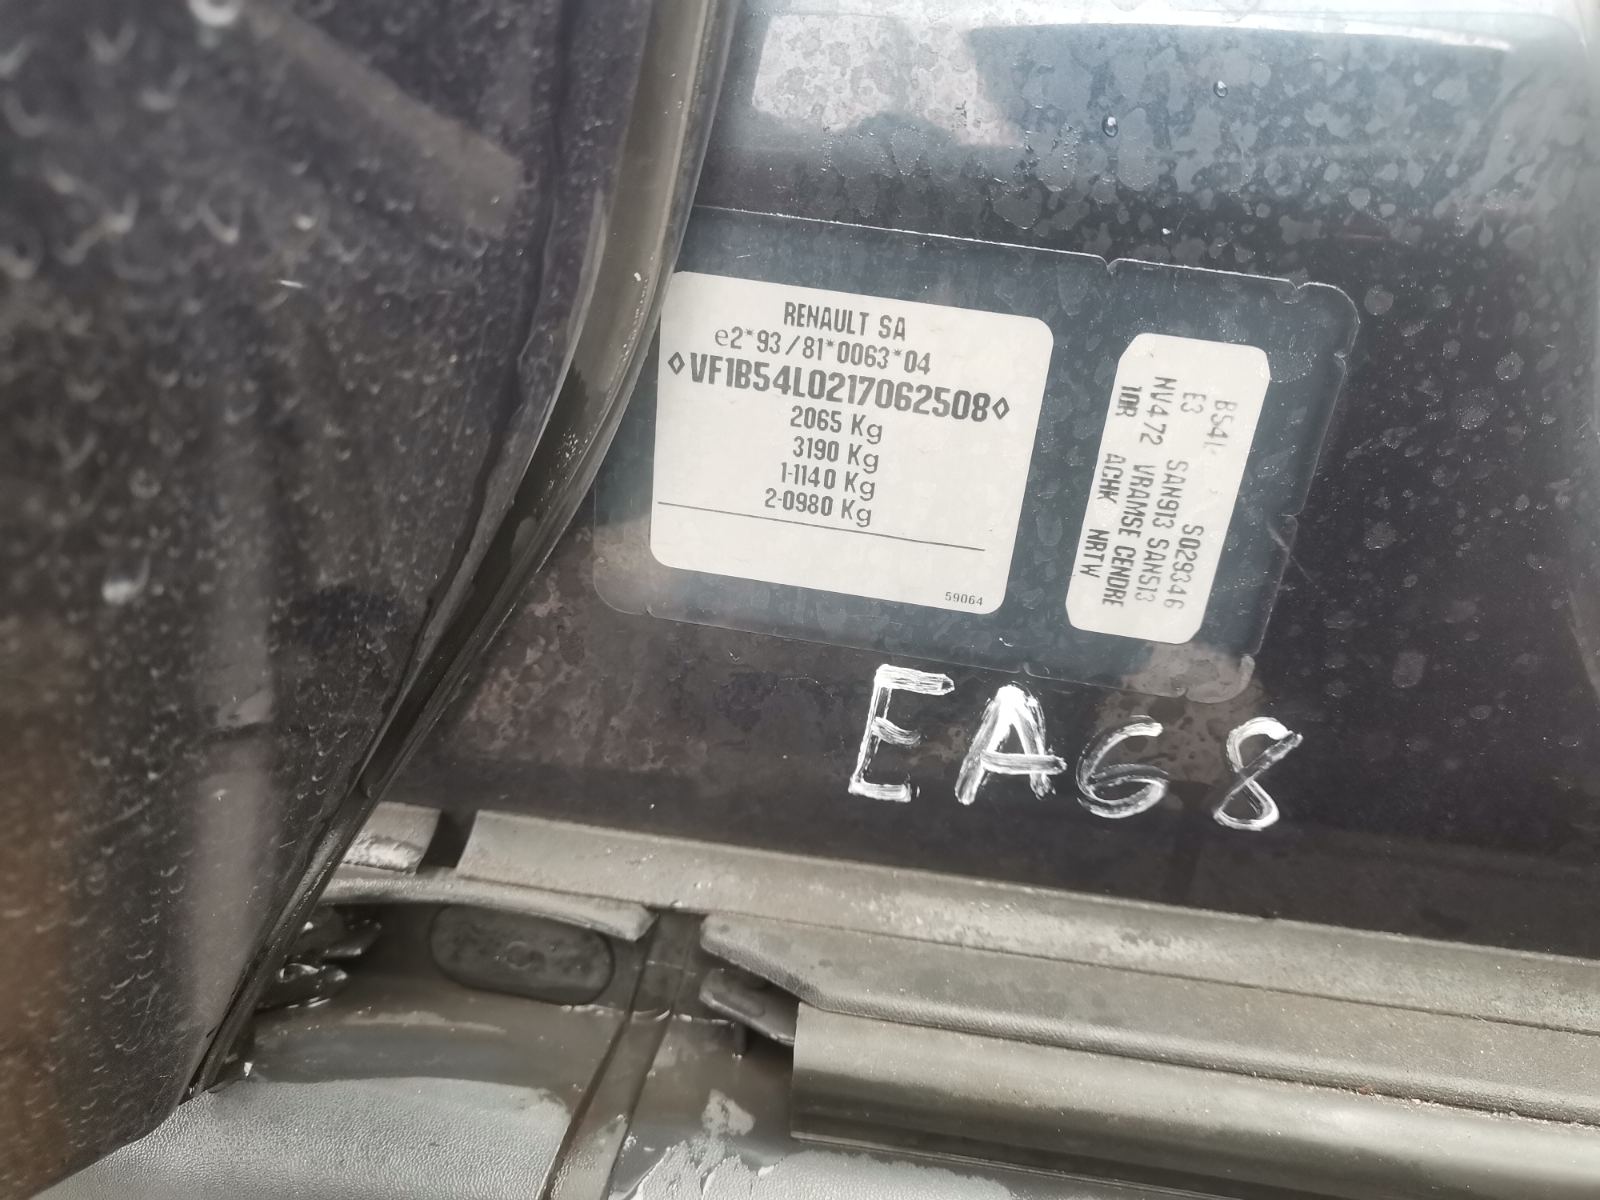 RENAULT SA
e2*93/81*0063*04
◊VF1B54L0217062508◊
2065 Kg
3190 Kg
1-1140 Kg
2-0980 Kg
59064
S029346
E3 SAN913 SAN513
NV472 VRAMSE CENDRE
10R ACHK NRTW
EA68